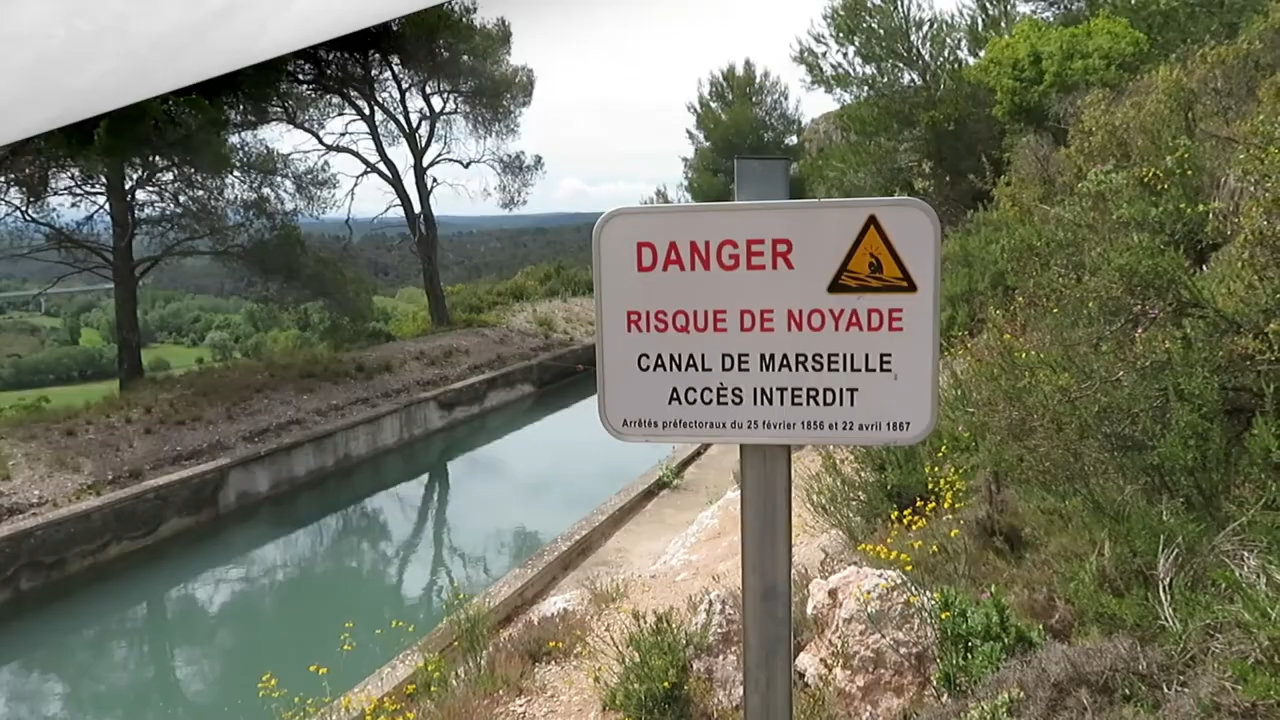 DANGER
RISQUE DE NOYADE
CANAL DE MARSEILLE
ACCÈS INTERDIT
Arrêtés préfectoraux du 25 février 1856 et 22 avril 1867